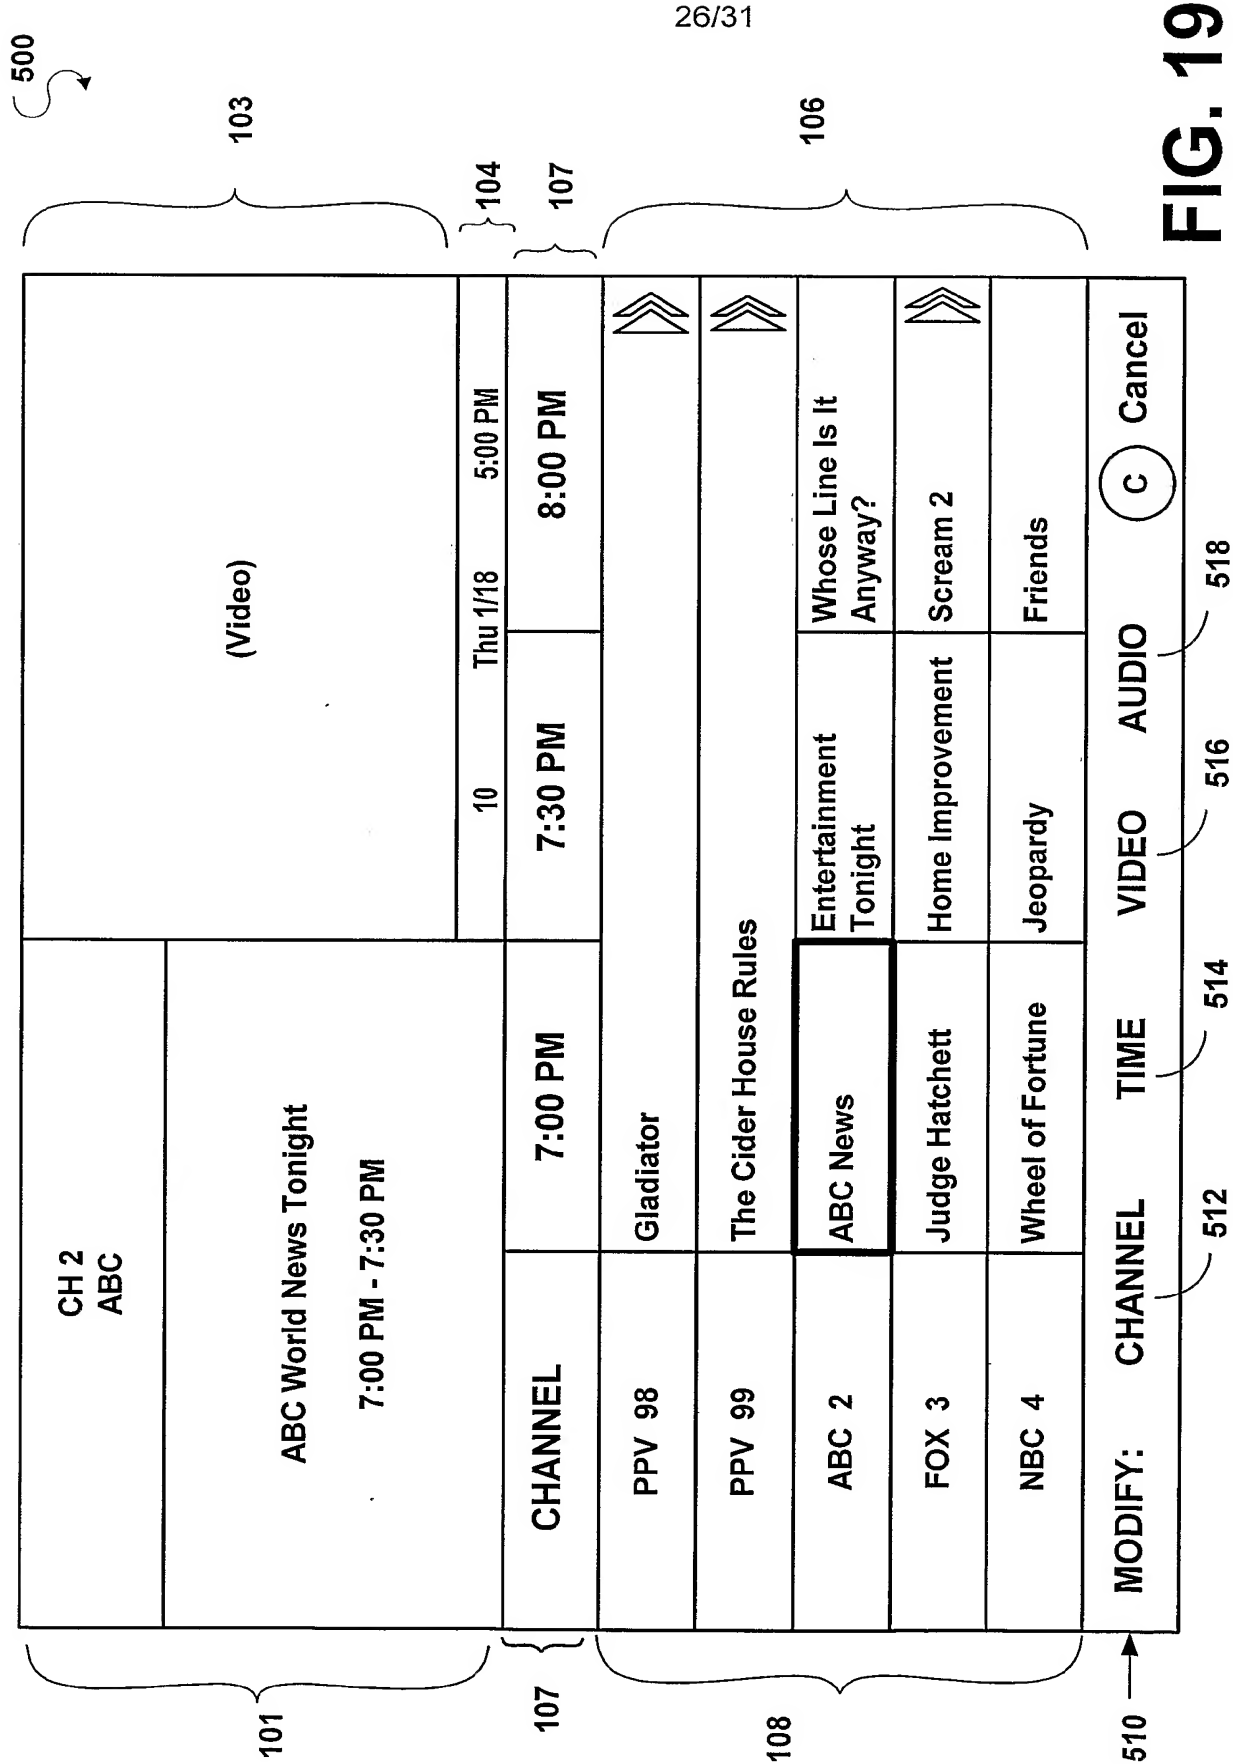 26/31
500
103
104
107
106
CH 2
ABC
(Video)
ABC World News Tonight
7:00 PM - 7:30 PM
10 Thu 1/18 5:00 PM
CHANNEL 7:00 PM 7:30 PM 8:00 PM
PPV 98 Gladiator
PPV 99 The Cider House Rules
ABC 2 ABC News Entertainment Tonight Whose Line Is It Anyway?
FOX 3 Judge Hatchett Home Improvement Scream 2
NBC 4 Wheel of Fortune Jeopardy Friends
MODIFY: CHANNEL TIME VIDEO AUDIO C Cancel
101
107
108
510
512
514
516
518
FIG. 19